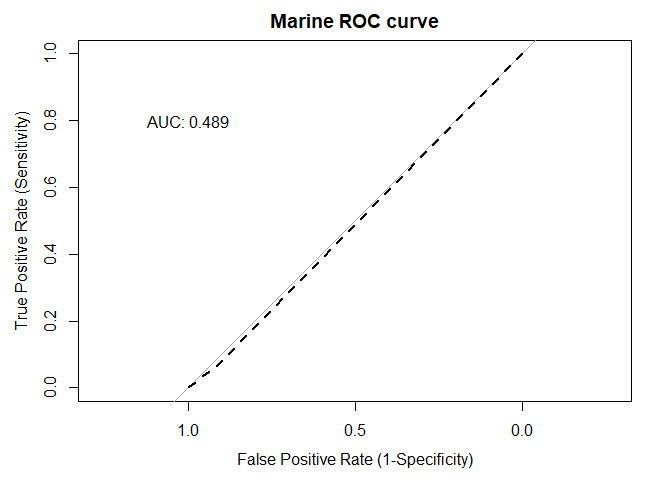 Marine ROC curve
AUC: 0.489
True Positive Rate (Sensitivity)
1.0
0.8
0.6
0.4
0.2
0.0
1.0 0.5 0.0
False Positive Rate (1-Specificity)